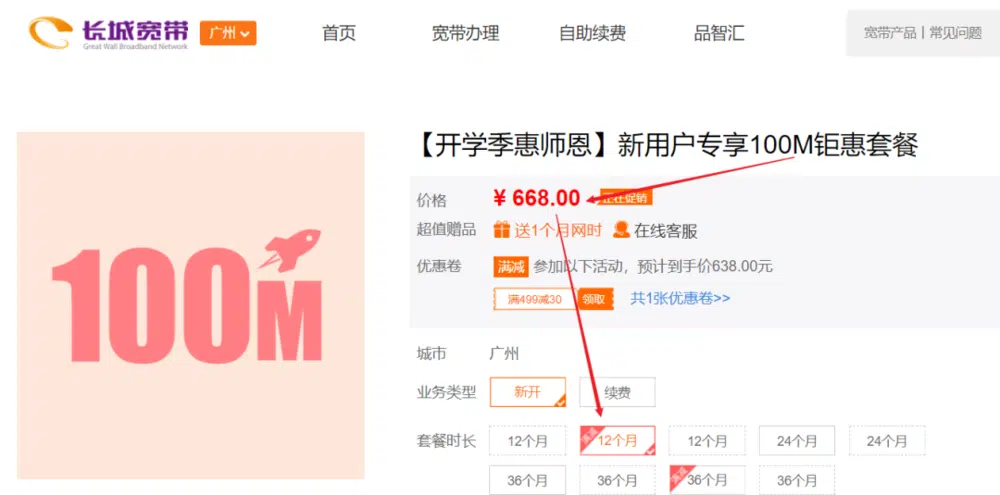 长城宽带 广州 首页 宽带办理 自助续费 品智汇 宽带产品 | 常见问题
Great Wall Broadband Network
【开学季惠师恩】新用户专享100M钜惠套餐
价格 ¥ 668.00 正在促销
超值赠品 送1个月网时 在线客服
优惠卷 满减 参加以下活动，预计到手价638.00元
满499减30 领取 共1张优惠卷>>
100M
城市 广州
业务类型 新开 续费
套餐时长 12个月 满减 12个月 12个月 24个月 24个月
36个月 36个月 满减 36个月 36个月